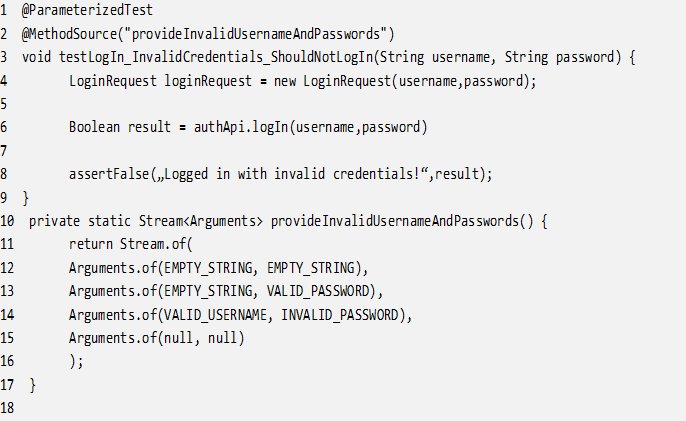 1 @ParameterizedTest
2 @MethodSource("provideInvalidUsernameAndPasswords")
3 void testLogIn_InvalidCredentials_ShouldNotLogIn(String username, String password) {
4 LoginRequest loginRequest = new LoginRequest(username,password);
5
6 Boolean result = authApi.logIn(username,password)
7
8 assertFalse(„Logged in with invalid credentials!“,result);
9 }
10 private static Stream<Arguments> provideInvalidUsernameAndPasswords() {
11 return Stream.of(
12 Arguments.of(EMPTY_STRING, EMPTY_STRING),
13 Arguments.of(EMPTY_STRING, VALID_PASSWORD),
14 Arguments.of(VALID_USERNAME, INVALID_PASSWORD),
15 Arguments.of(null, null)
16 );
17 }
18